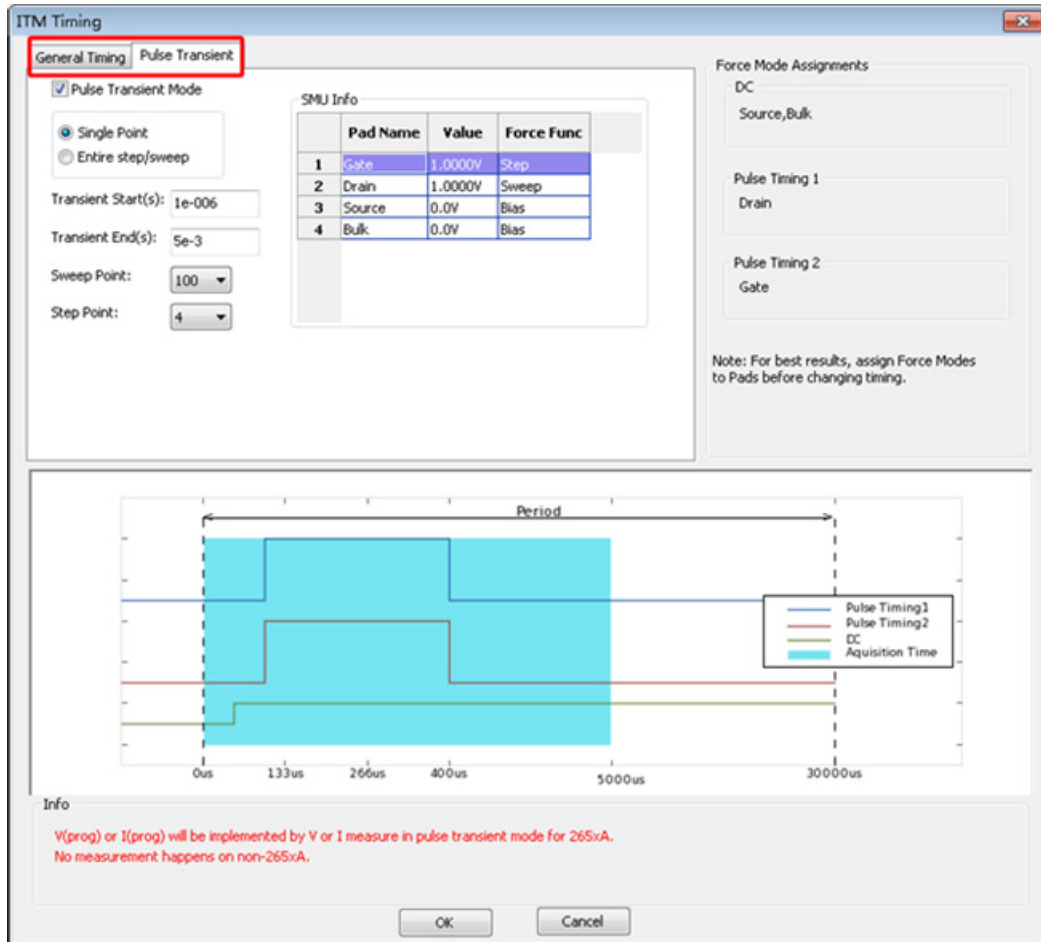 ITM Timing
General Timing
Pulse Transient
Pulse Transient Mode
Single Point
Entire step/sweep
Transient Start(s): 1e-006
Transient End(s): 5e-3
Sweep Point: 100
Step Point: 4
SMU Info
Pad Name Value Force Func
1 Gate 1.0000V Step
2 Drain 1.0000V Sweep
3 Source 0.0V Bias
4 Bulk 0.0V Bias
Force Mode Assignments
DC
Source,Bulk
Pulse Timing 1
Drain
Pulse Timing 2
Gate
Note: For best results, assign Force Modes
to Pads before changing timing.
Period
Pulse Timing1
Pulse Timing2
DC
Aquisition Time
0us 133us 266us 400us 5000us 30000us
Info
V(prog) or I(prog) will be implemented by V or I measure in pulse transient mode for 265xA.
No measurement happens on non-265xA.
OK
Cancel